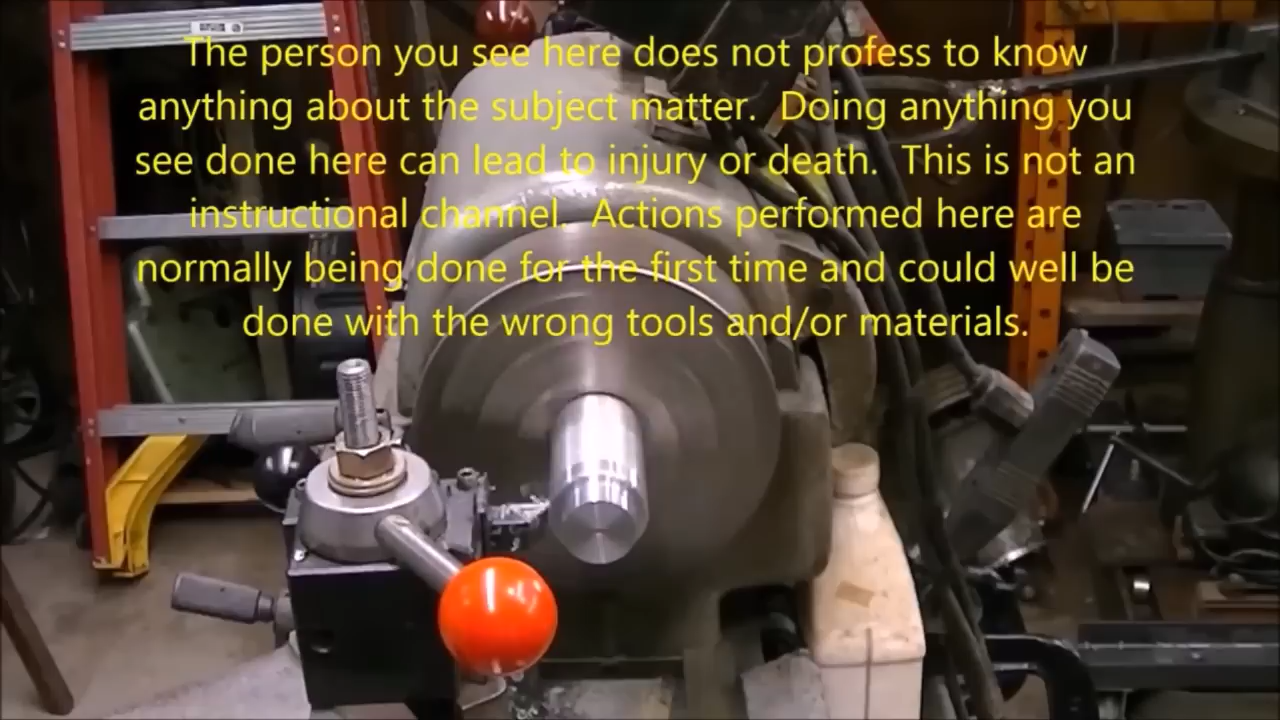 The person you see here does not profess to know
anything about the subject matter.  Doing anything you
see done here can lead to injury or death.  This is not an
instructional channel.  Actions performed here are
normally being done for the first time and could well be
done with the wrong tools and/or materials.